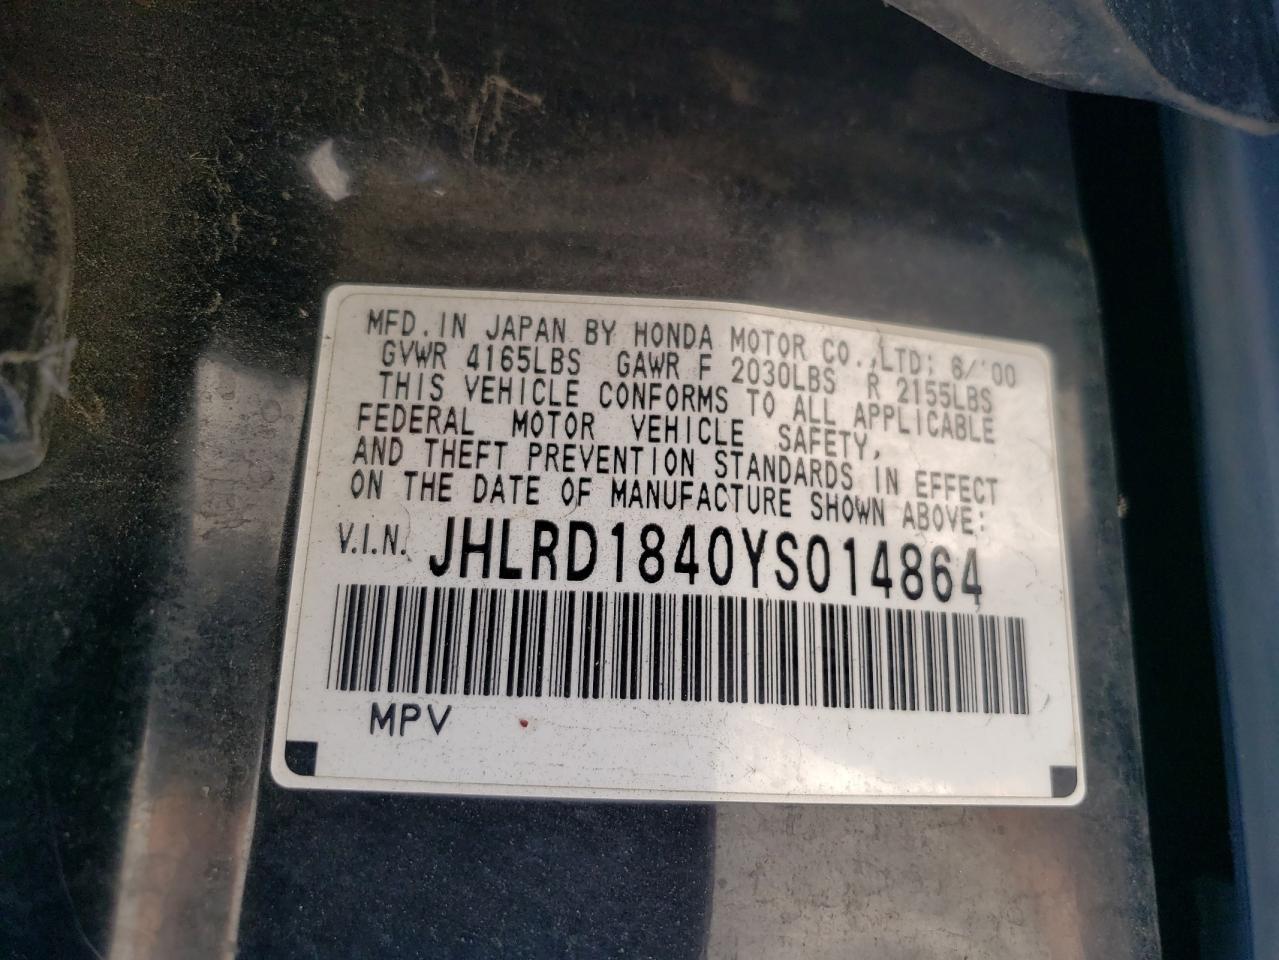 MFD. IN JAPAN BY HONDA MOTOR CO.,LTD; 6/'00
GVWR 4165LBS GAWR F 2030LBS R 2155LBS
THIS VEHICLE CONFORMS TO ALL APPLICABLE
FEDERAL MOTOR VEHICLE SAFETY,
AND THEFT PREVENTION STANDARDS IN EFFECT
ON THE DATE OF MANUFACTURE SHOWN ABOVE:
V.I.N. JHLRD1840YS014864
MPV